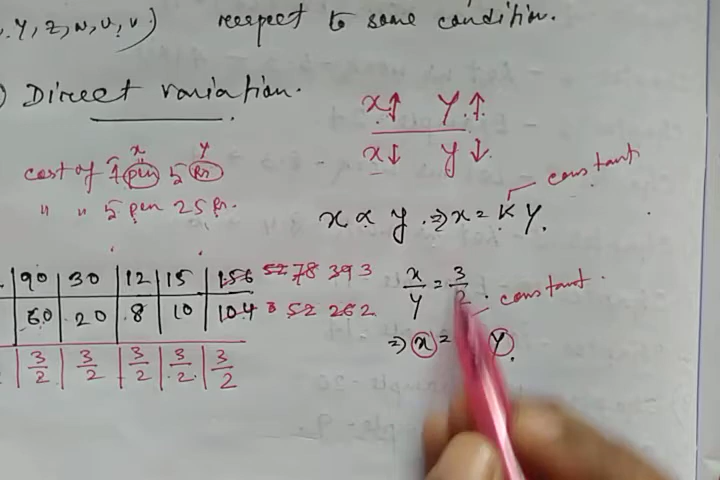 Y, Z, N, U, V) respect to some condition.
) Direct variation.
x↑ Y↑
x↓ Y↓
x Y
cost of 1 pen 5 Rs
" " 5 pen 25 Rs.
constant
x ∝ y ⇒ x = K Y.
90 30 12 15 156 52 78 393
60 20 8 10 104 52 262
3/2 3/2 3/2 3/2 3/2
x/y = 3/2 . constant.
⇒ x = Y.